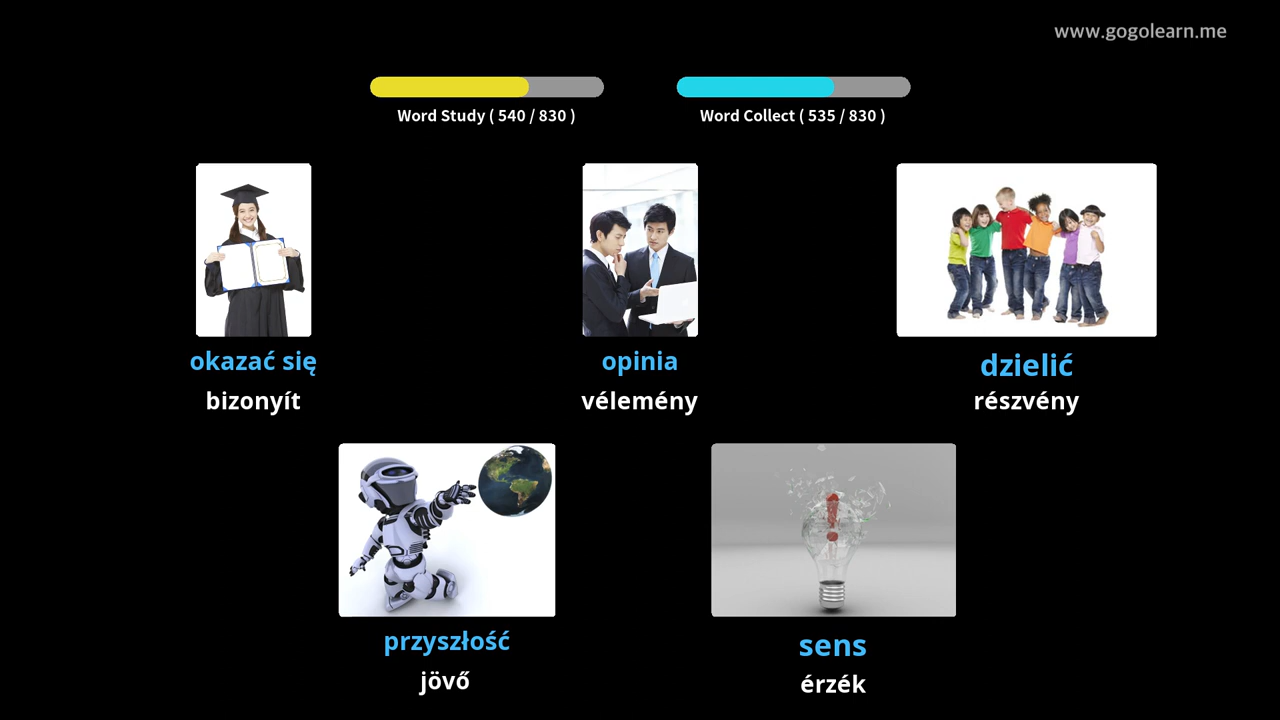 www.gogolearn.me
Word Study ( 540 / 830 )
Word Collect ( 535 / 830 )
okazać się
bizonyít
opinia
vélemény
dzielić
részvény
przyszłość
jövő
sens
érzék